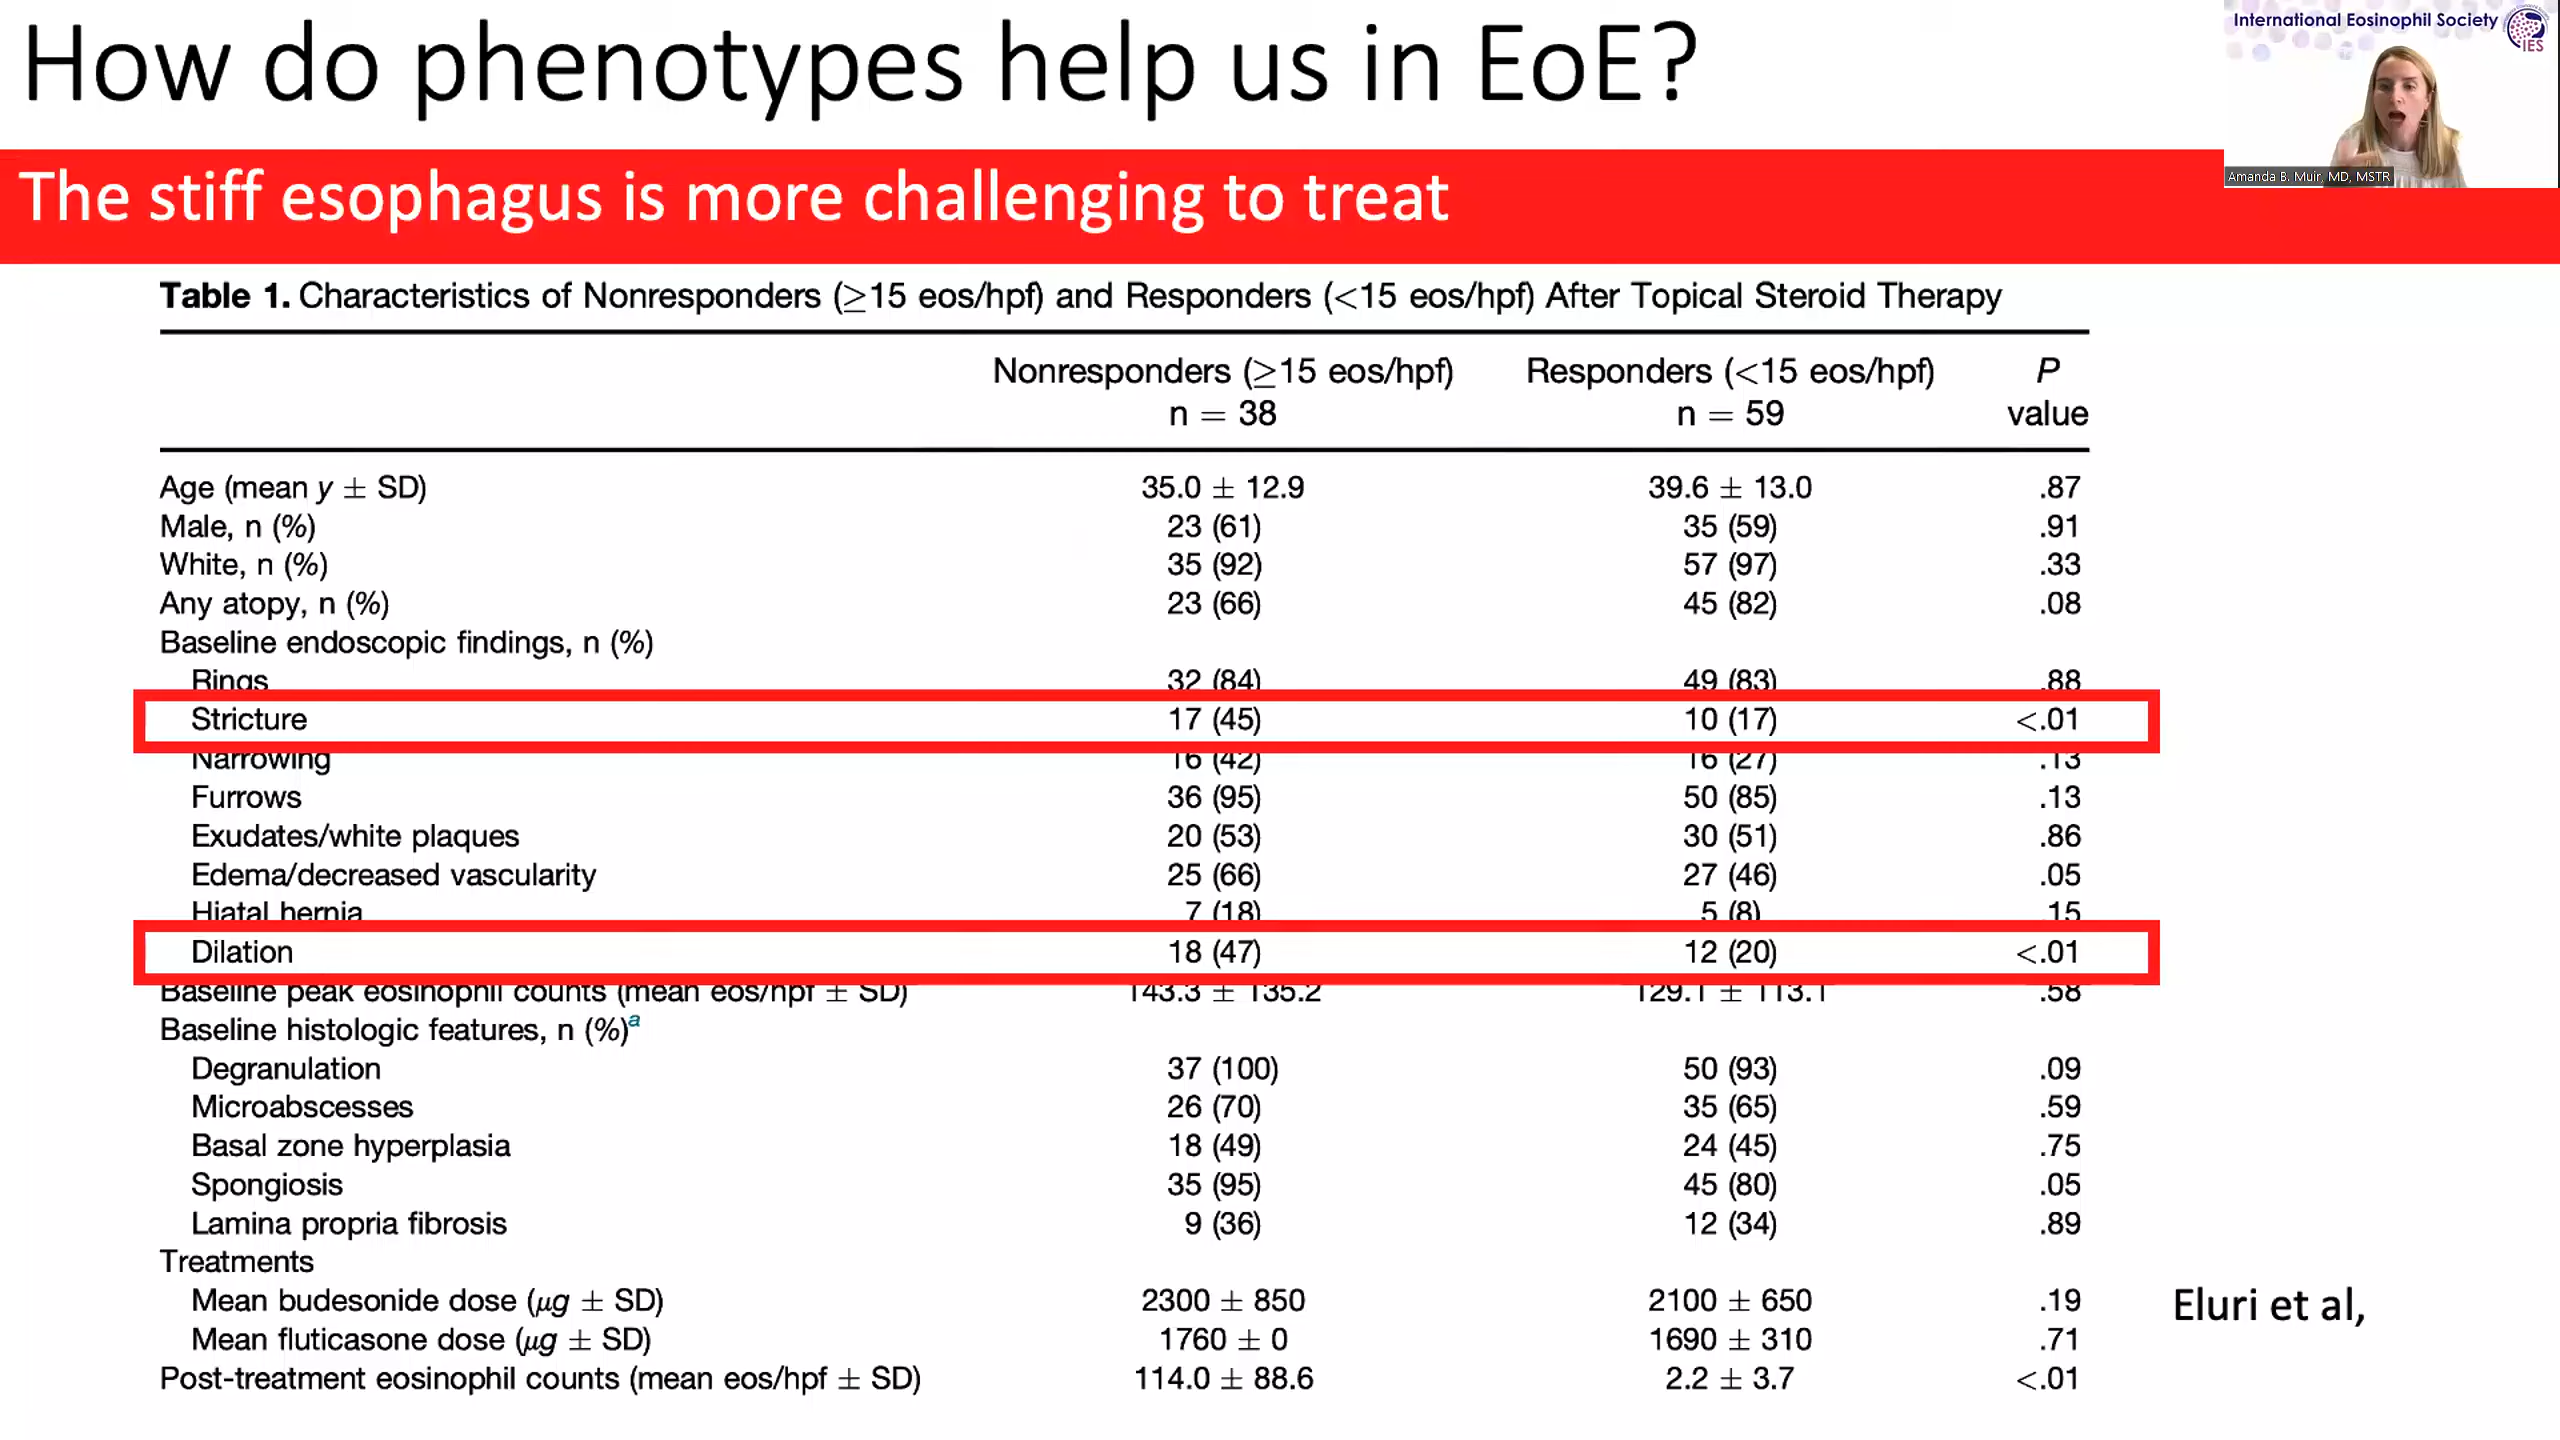 How do phenotypes help us in EoE?
International Eosinophil Society
IES
Amanda B. Muir, MD, MSTR
The stiff esophagus is more challenging to treat
Table 1. Characteristics of Nonresponders (≥15 eos/hpf) and Responders (<15 eos/hpf) After Topical Steroid Therapy
Nonresponders (≥15 eos/hpf) n = 38 Responders (<15 eos/hpf) n = 59 P value
Age (mean y ± SD) 35.0 ± 12.9 39.6 ± 13.0 .87
Male, n (%) 23 (61) 35 (59) .91
White, n (%) 35 (92) 57 (97) .33
Any atopy, n (%) 23 (66) 45 (82) .08
Baseline endoscopic findings, n (%)
Rings 32 (84) 49 (83) .88
Stricture 17 (45) 10 (17) <.01
Narrowing 16 (42) 16 (27) .13
Furrows 36 (95) 50 (85) .13
Exudates/white plaques 20 (53) 30 (51) .86
Edema/decreased vascularity 25 (66) 27 (46) .05
Hiatal hernia 7 (18) 5 (8) .15
Dilation 18 (47) 12 (20) <.01
Baseline peak eosinophil counts (mean eos/hpf ± SD) 143.3 ± 135.2 129.1 ± 113.1 .58
Baseline histologic features, n (%)a
Degranulation 37 (100) 50 (93) .09
Microabscesses 26 (70) 35 (65) .59
Basal zone hyperplasia 18 (49) 24 (45) .75
Spongiosis 35 (95) 45 (80) .05
Lamina propria fibrosis 9 (36) 12 (34) .89
Treatments
Mean budesonide dose (μg ± SD) 2300 ± 850 2100 ± 650 .19
Mean fluticasone dose (μg ± SD) 1760 ± 0 1690 ± 310 .71
Post-treatment eosinophil counts (mean eos/hpf ± SD) 114.0 ± 88.6 2.2 ± 3.7 <.01
Eluri et al,